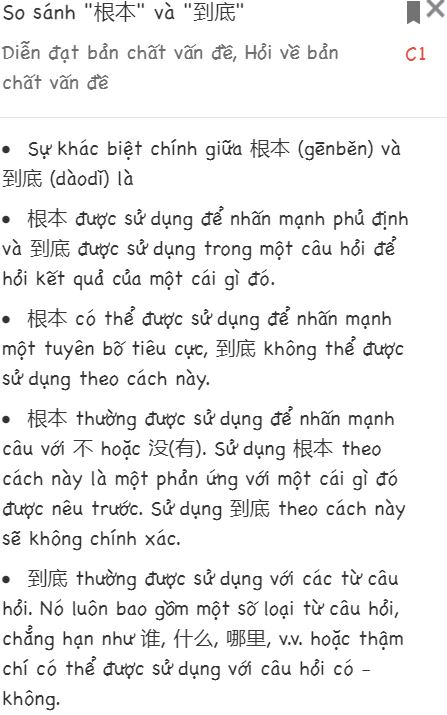 So sánh "根本" và "到底"
Diễn đạt bản chất vấn đề, Hỏi về bản
C1
chất vấn đề
• Sự khác biệt chính giữa 根本 (gēnběn) và
到底 (dàodǐ) là
• 根本 được sử dụng để nhấn mạnh phủ định
và 到底 được sử dụng trong một câu hỏi để
hỏi kết quả của một cái gì đó.
• 根本 có thể được sử dụng để nhấn mạnh
một tuyên bố tiêu cực, 到底 không thể được
sử dụng theo cách này.
• 根本 thường được sử dụng để nhấn mạnh
câu với 不 hoặc 没(有). Sử dụng 根本 theo
cách này là một phản ứng với một cái gì đó
được nêu trước. Sử dụng 到底 theo cách này
sẽ không chính xác.
• 到底 thường được sử dụng với các từ câu
hỏi. Nó luôn bao gồm một số loại từ câu hỏi,
chẳng hạn như 谁, 什么, 哪里, v.v. hoặc thậm
chí có thể được sử dụng với câu hỏi có -
không.